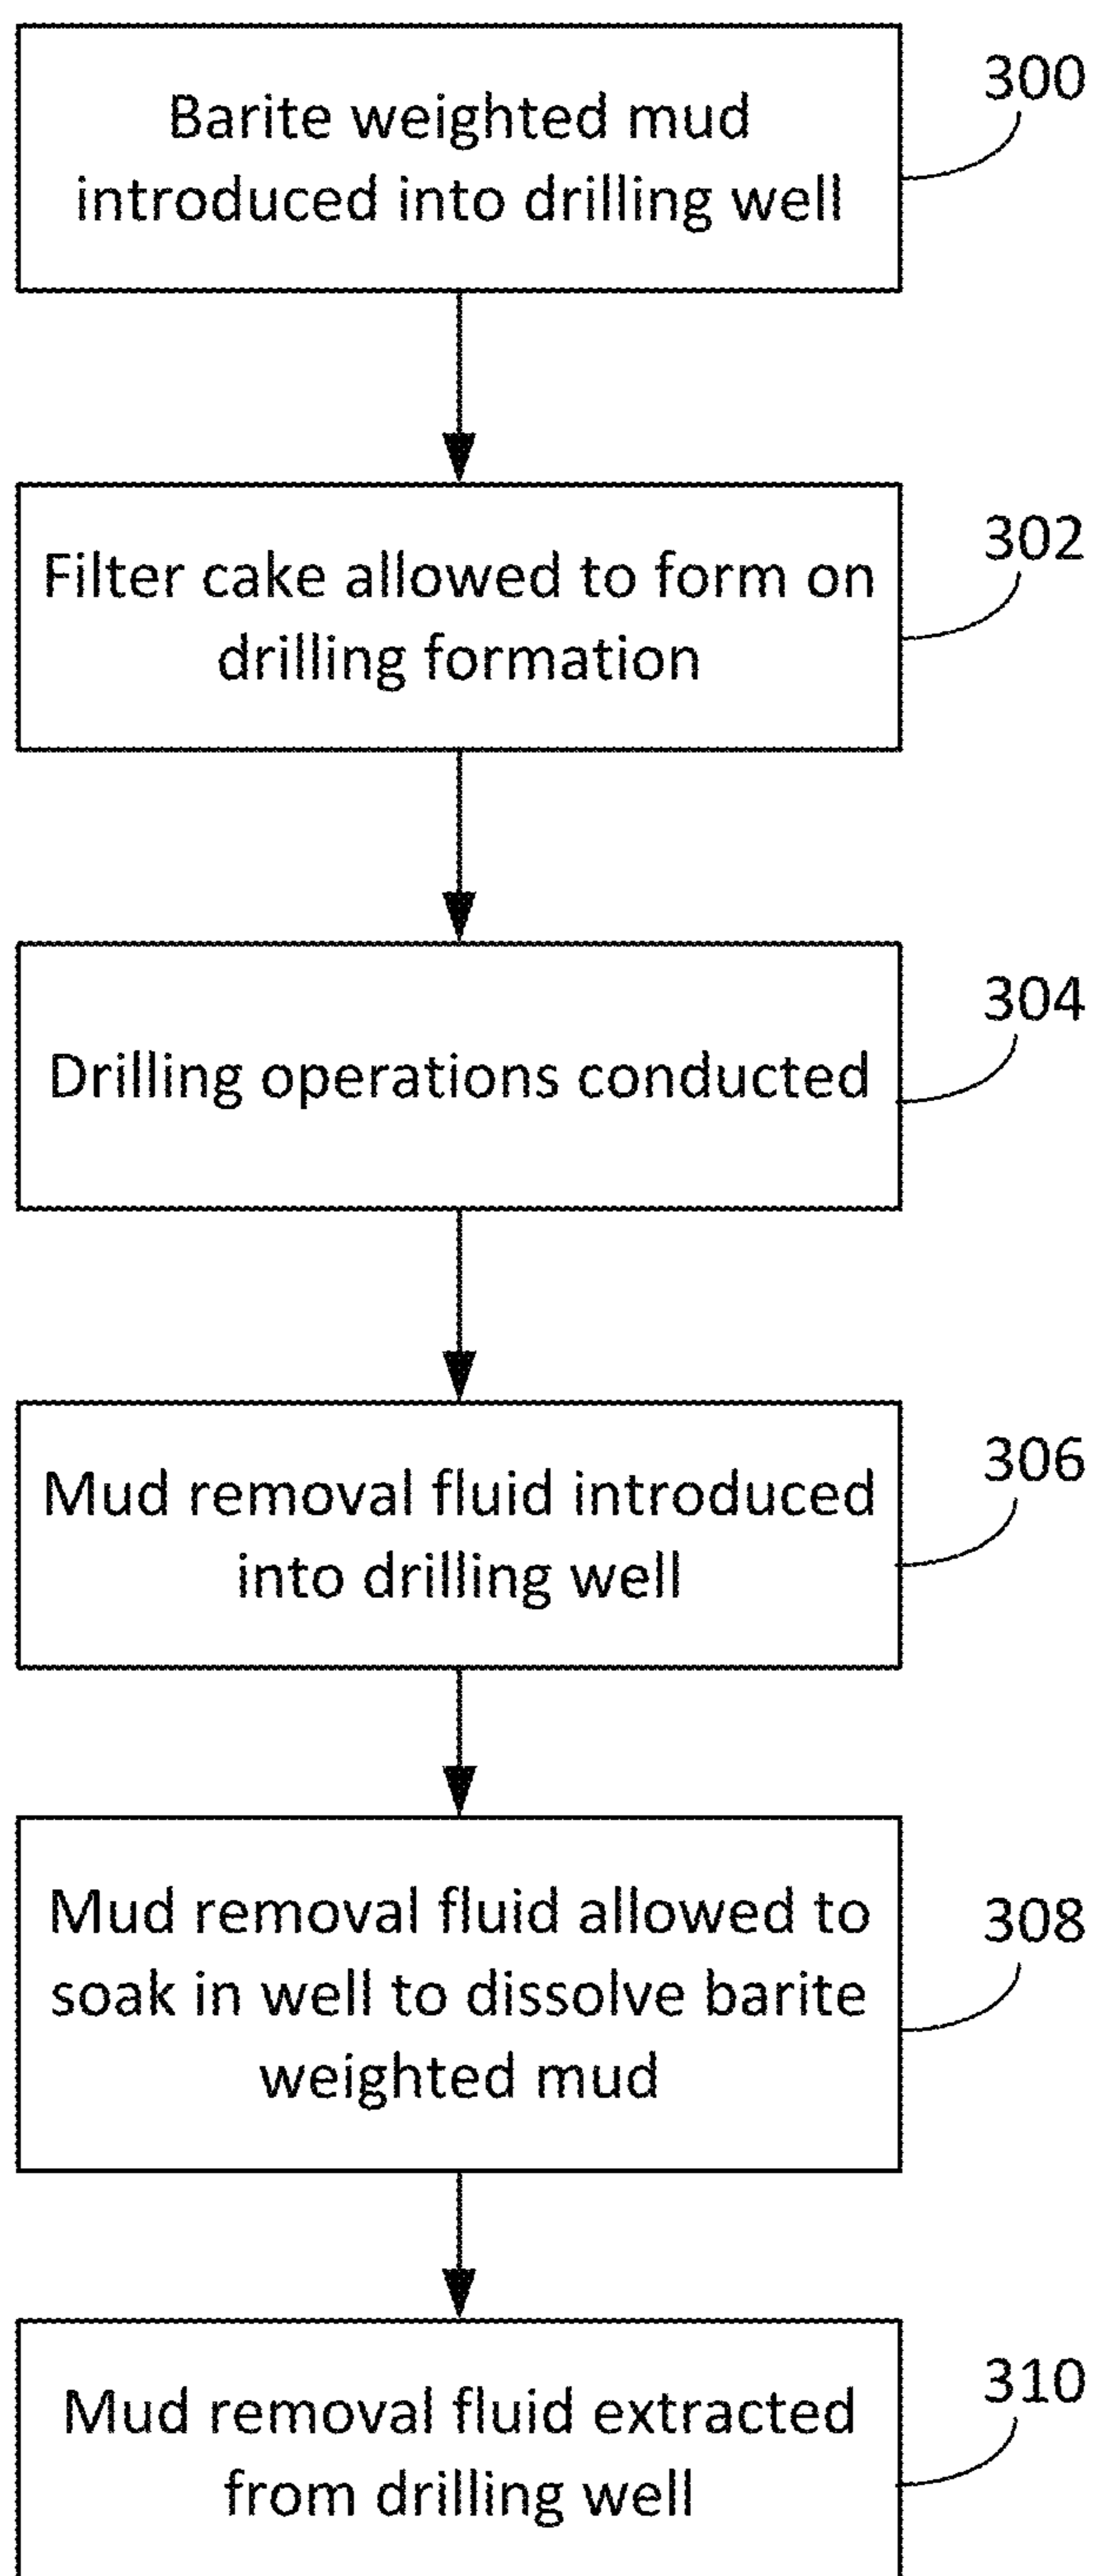 Barite weighted mud
introduced into drilling well
300
Filter cake allowed to form on
drilling formation
302
Drilling operations conducted
304
Mud removal fluid introduced
into drilling well
306
Mud removal fluid allowed to
soak in well to dissolve barite
weighted mud
308
Mud removal fluid extracted
from drilling well
310